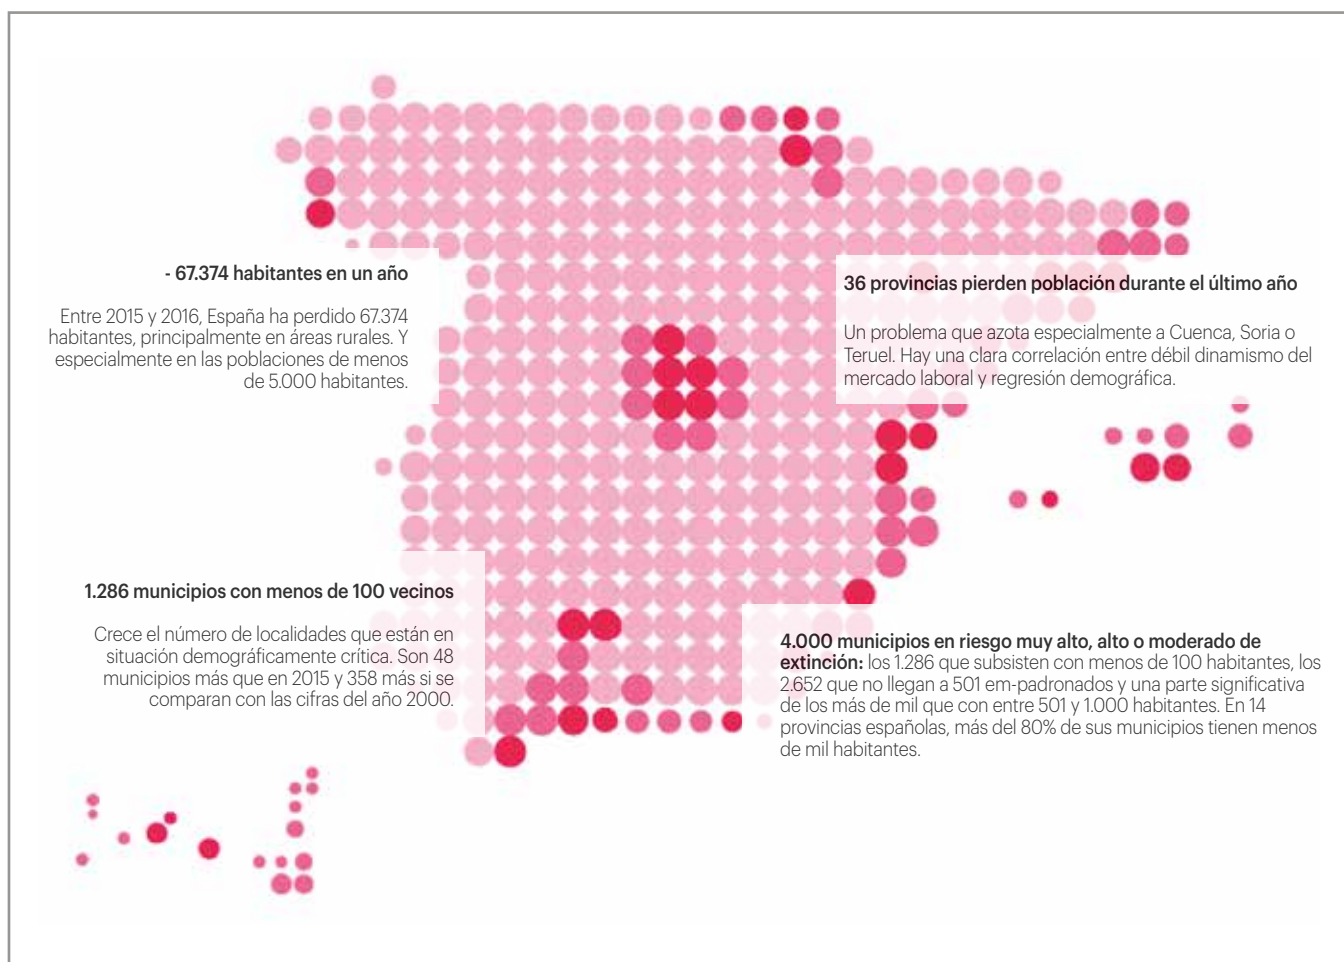 - 67.374 habitantes en un año
Entre 2015 y 2016, España ha perdido 67.374
habitantes, principalmente en áreas rurales. Y
especialmente en las poblaciones de menos
de 5.000 habitantes.
36 provincias pierden población durante el último año
Un problema que azota especialmente a Cuenca, Soria o
Teruel. Hay una clara correlación entre débil dinamismo del
mercado laboral y regresión demográfica.
1.286 municipios con menos de 100 vecinos
Crece el número de localidades que están en
situación demográficamente crítica. Son 48
municipios más que en 2015 y 358 más si se
comparan con las cifras del año 2000.
4.000 municipios en riesgo muy alto, alto o moderado de
extinción: los 1.286 que subsisten con menos de 100 habitantes, los
2.652 que no llegan a 501 em-padronados y una parte significativa
de los más de mil que con entre 501 y 1.000 habitantes. En 14
provincias españolas, más del 80% de sus municipios tienen menos
de mil habitantes.